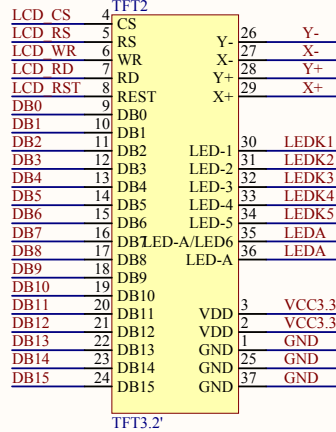 TFT2
LCD_CS 4 CS
LCD_RS 5 RS Y- 26 Y-
LCD_WR 6 WR X- 27 X-
LCD_RD 7 RD Y+ 28 Y+
LCD_RST 8 REST X+ 29 X+
DB0 9 DB0
DB1 10 DB1
DB2 11 DB2 LED-1 30 LEDK1
DB3 12 DB3 LED-2 31 LEDK2
DB4 13 DB4 LED-3 32 LEDK3
DB5 14 DB5 LED-4 33 LEDK4
DB6 15 DB6 LED-5 34 LEDK5
DB7 16 DB7 LED-A/LED6 35 LEDA
DB8 17 DB8 LED-A 36 LEDA
DB9 18 DB9
DB10 19 DB10
DB11 20 DB11 VDD 3 VCC3.3
DB12 21 DB12 VDD 2 VCC3.3
DB13 22 DB13 GND 1 GND
DB14 23 DB14 GND 25 GND
DB15 24 DB15 GND 37 GND
TFT3.2'